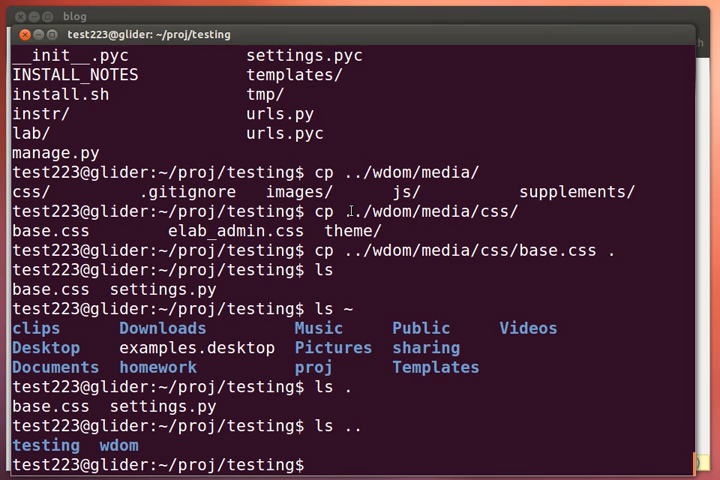 blog
test223@glider: ~/proj/testing
__init__.pyc settings.pyc
INSTALL_NOTES templates/
install.sh tmp/
instr/ urls.py
lab/ urls.pyc
manage.py
test223@glider:~/proj/testing$ cp ../wdom/media/
css/ .gitignore images/ js/ supplements/
test223@glider:~/proj/testing$ cp ../wdom/media/css/
base.css elab_admin.css theme/
test223@glider:~/proj/testing$ cp ../wdom/media/css/base.css .
test223@glider:~/proj/testing$ ls
base.css settings.py
test223@glider:~/proj/testing$ ls ~
clips Downloads Music Public Videos
Desktop examples.desktop Pictures sharing
Documents homework proj Templates
test223@glider:~/proj/testing$ ls .
base.css settings.py
test223@glider:~/proj/testing$ ls ..
testing wdom
test223@glider:~/proj/testing$